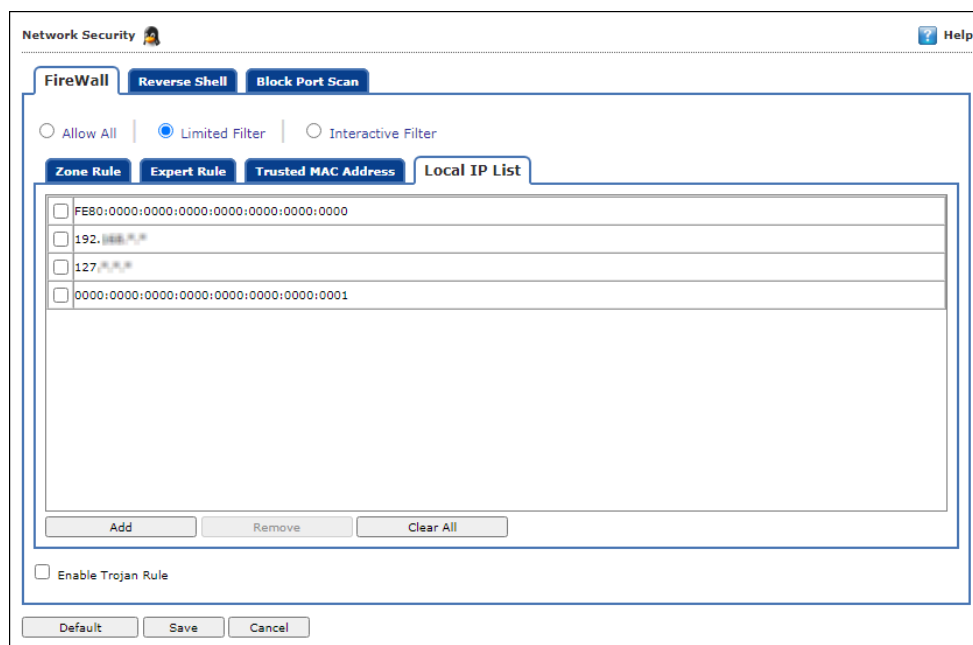 Network Security
Help
FireWall Reverse Shell Block Port Scan
Allow All Limited Filter Interactive Filter
Zone Rule Expert Rule Trusted MAC Address Local IP List
FE80:0000:0000:0000:0000:0000:0000:0000
192.
127.
0000:0000:0000:0000:0000:0000:0000:0001
Add Remove Clear All
Enable Trojan Rule
Default Save Cancel